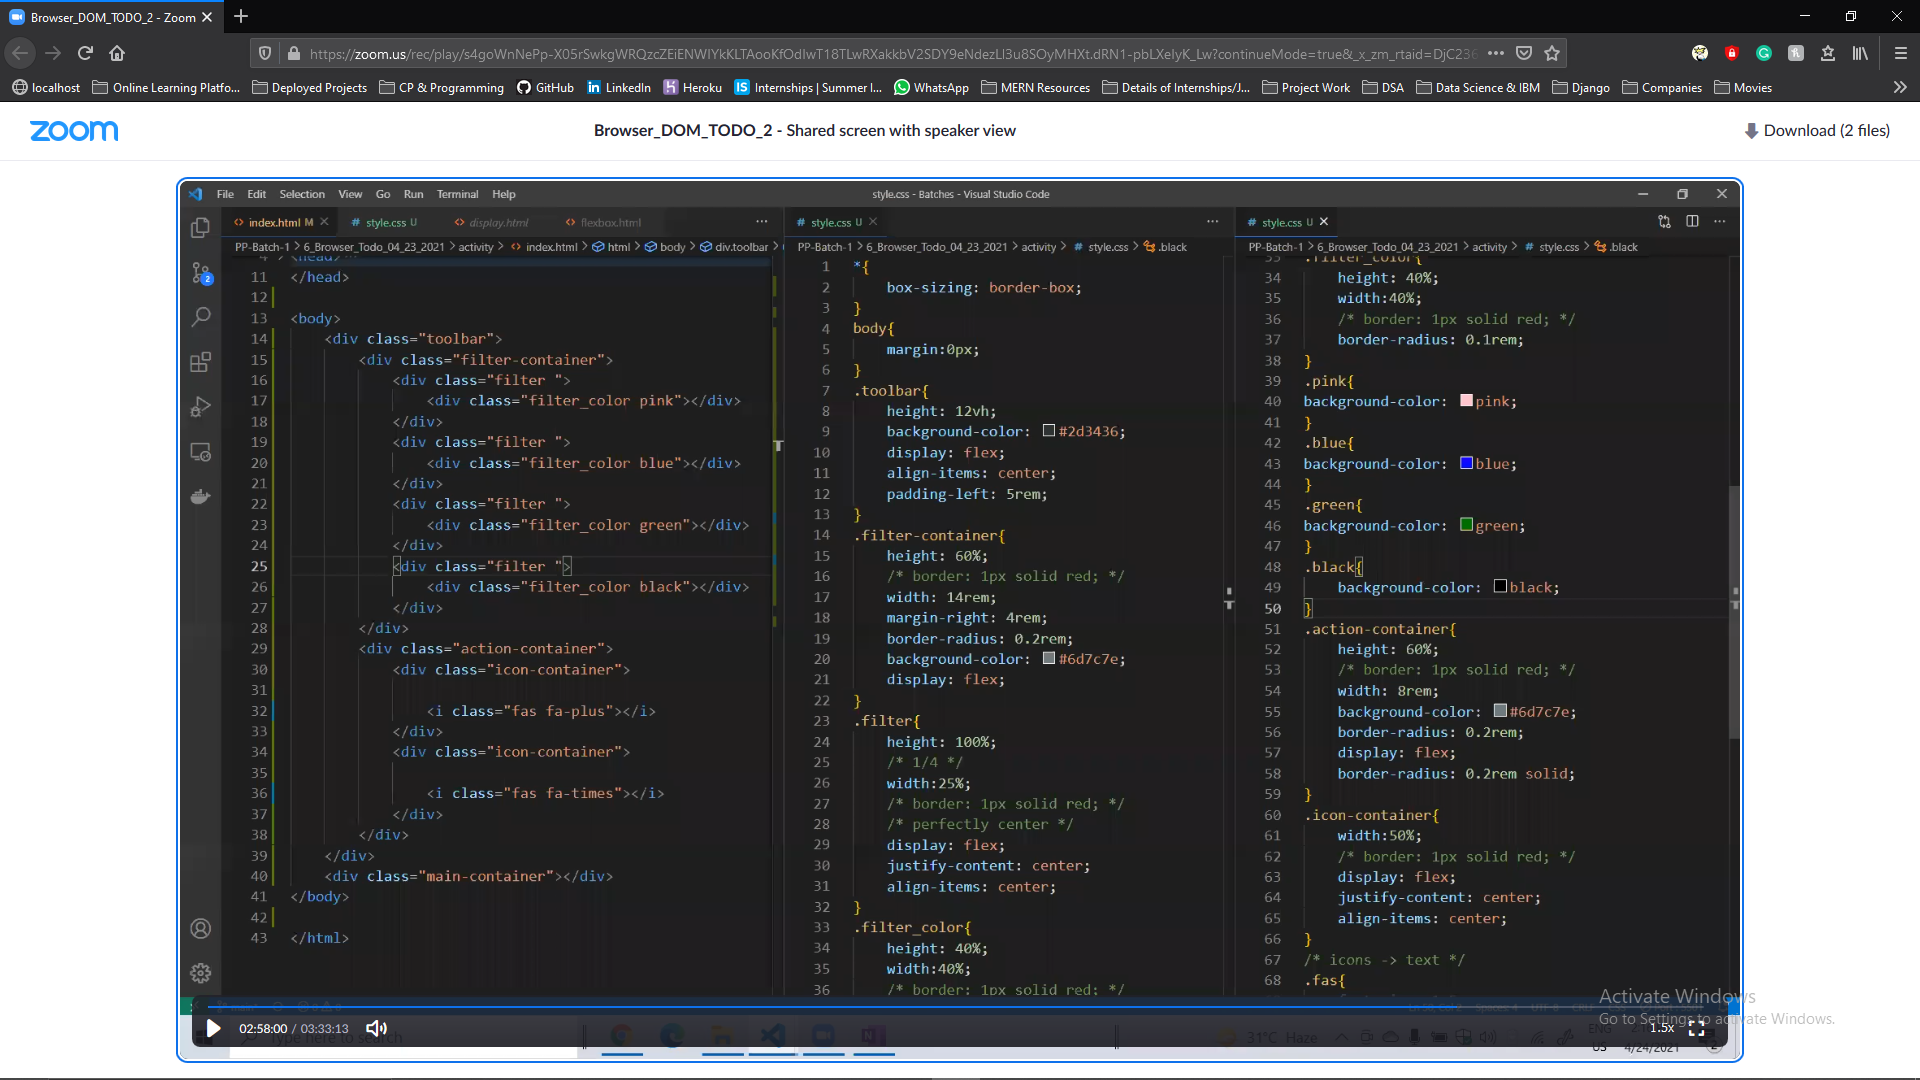 Browser_DOM_TODO_2 - Zoom
https://zoom.us/rec/play/s4goWnNePp-X05rSwkgWRQzcZEiENWIYkKLTAooKfOdIwT18TLwRXakkbV2SDY9eNdezLl3u8SOyMHXt.dRN1-pbLXeIyK_Lw?continueMode=true&_x_zm_rtaid=DjC236
localhost Online Learning Platfo... Deployed Projects CP & Programming GitHub LinkedIn Heroku Internships | Summer I... WhatsApp MERN Resources Details of Internships/J... Project Work DSA Data Science & IBM Django Companies Movies
zoom
Browser_DOM_TODO_2 - Shared screen with speaker view
Download (2 files)
File Edit Selection View Go Run Terminal Help
style.css - Batches - Visual Studio Code
index.html M style.css U display.html flexbox.html
PP-Batch-1 > 6_Browser_Todo_04_23_2021 > activity > index.html > html > body > div.toolbar >
11 </head>
12
13 <body>
14 <div class="toolbar">
15 <div class="filter-container">
16 <div class="filter ">
17 <div class="filter_color pink"></div>
18 </div>
19 <div class="filter ">
20 <div class="filter_color blue"></div>
21 </div>
22 <div class="filter ">
23 <div class="filter_color green"></div>
24 </div>
25 <div class="filter ">
26 <div class="filter_color black"></div>
27 </div>
28 </div>
29 <div class="action-container">
30 <div class="icon-container">
31
32 <i class="fas fa-plus"></i>
33 </div>
34 <div class="icon-container">
35
36 <i class="fas fa-times"></i>
37 </div>
38 </div>
39 </div>
40 <div class="main-container"></div>
41 </body>
42
43 </html>
style.css U
PP-Batch-1 > 6_Browser_Todo_04_23_2021 > activity > style.css > .black
1 *{
2 box-sizing: border-box;
3 }
4 body{
5 margin:0px;
6 }
7 .toolbar{
8 height: 12vh;
9 background-color: #2d3436;
10 display: flex;
11 align-items: center;
12 padding-left: 5rem;
13 }
14 .filter-container{
15 height: 60%;
16 /* border: 1px solid red; */
17 width: 14rem;
18 margin-right: 4rem;
19 border-radius: 0.2rem;
20 background-color: #6d7c7e;
21 display: flex;
22 }
23 .filter{
24 height: 100%;
25 /* 1/4 */
26 width:25%;
27 /* border: 1px solid red; */
28 /* perfectly center */
29 display: flex;
30 justify-content: center;
31 align-items: center;
32 }
33 .filter_color{
34 height: 40%;
35 width:40%;
36 /* border: 1px solid red; */
style.css U
PP-Batch-1 > 6_Browser_Todo_04_23_2021 > activity > style.css > .black
33 .filter_color{
34 height: 40%;
35 width:40%;
36 /* border: 1px solid red; */
37 border-radius: 0.1rem;
38 }
39 .pink{
40 background-color: pink;
41 }
42 .blue{
43 background-color: blue;
44 }
45 .green{
46 background-color: green;
47 }
48 .black{
49 background-color: black;
50 }
51 .action-container{
52 height: 60%;
53 /* border: 1px solid red; */
54 width: 8rem;
55 background-color: #6d7c7e;
56 border-radius: 0.2rem;
57 display: flex;
58 border-radius: 0.2rem solid;
59 }
60 .icon-container{
61 width:50%;
62 /* border: 1px solid red; */
63 display: flex;
64 justify-content: center;
65 align-items: center;
66 }
67 /* icons -> text */
68 .fas{
Activate Windows
Go to Settings to activate Windows.
02:58:00 / 03:33:13
1.5x
Type here to search
31°C Haze
ENG
US
4/24/2021